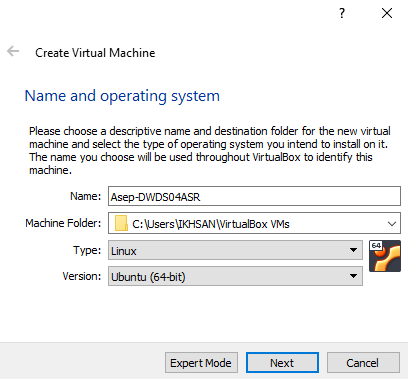 ?
Create Virtual Machine
Name and operating system
Please choose a descriptive name and destination folder for the new virtual
machine and select the type of operating system you intend to install on it.
The name you choose will be used throughout VirtualBox to identify this
machine.
Name: Asep-DWDS04ASR
Machine Folder: C:\Users\IKHSAN\VirtualBox VMs
Type: Linux
64
Version: Ubuntu (64-bit)
Expert Mode Next Cancel